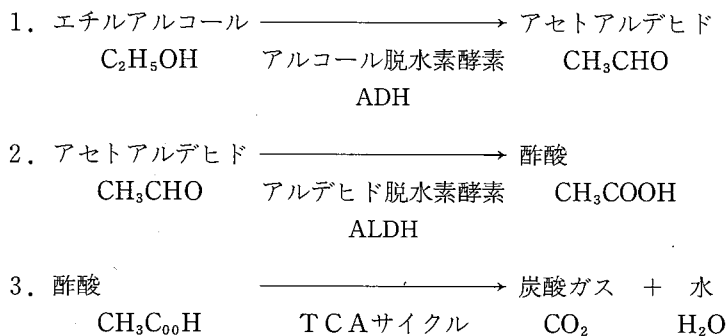 1. エチルアルコール ⟶ アセトアルデヒド
C₂H₅OH アルコール脱水素酵素 CH₃CHO
ADH
2. アセトアルデヒド ⟶ 酢酸
CH₃CHO アルデヒド脱水素酵素 CH₃COOH
ALDH
3. 酢酸 ⟶ 炭酸ガス + 水
CH₃C₀₀H TCAサイクル CO₂ H₂O